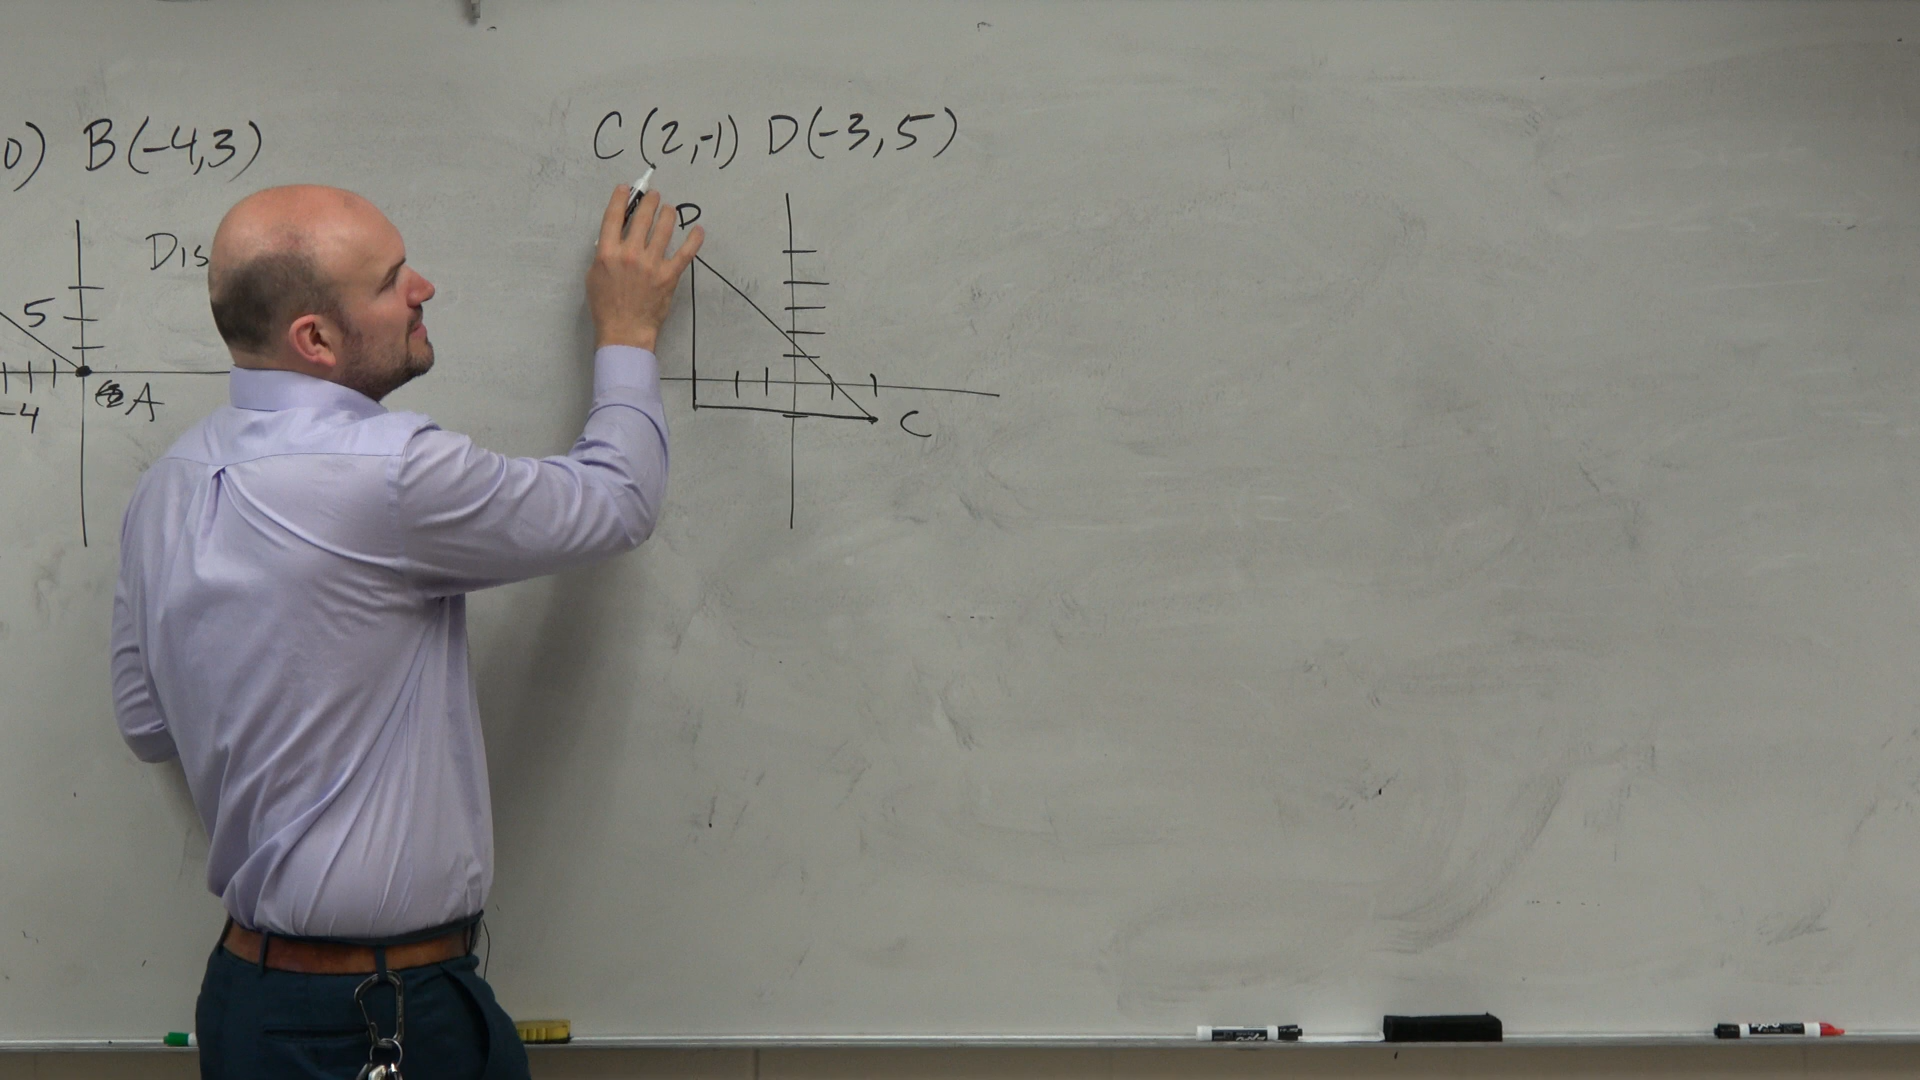 0) B(-4,3)
C(2,-1) D(-3,5)
Dis
D
5
A
-4
C